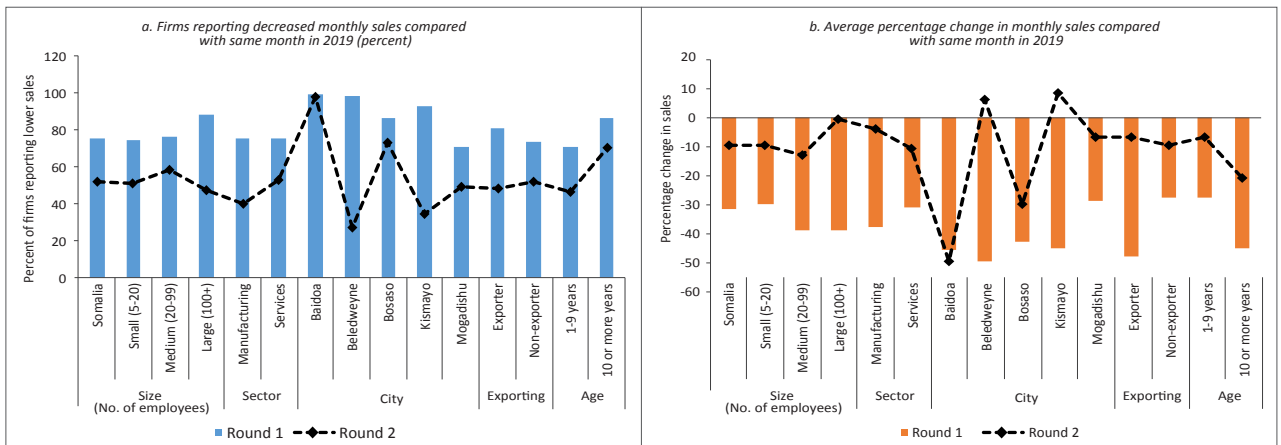 a. Firms reporting decreased monthly sales compared
with same month in 2019 (percent)
Percent of firms reporting lower sales
120
100
80
60
40
20
0
Somalia
Small (5-20)
Medium (20-99)
Large (100+)
Manufacturing
Services
Baidoa
Beledweyne
Bosaso
Kismayo
Mogadishu
Exporter
Non-exporter
1-9 years
10 or more years
Size
(No. of employees)
Sector
City
Exporting
Age
Round 1
Round 2
b. Average percentage change in monthly sales compared
with same month in 2019
Percentage change in sales
20
10
0
-10
-20
-30
-40
-50
-60
Somalia
Small (5-20)
Medium (20-99)
Large (100+)
Manufacturing
Services
Baidoa
Beledweyne
Bosaso
Kismayo
Mogadishu
Exporter
Non-exporter
1-9 years
10 or more years
Size
(No. of employees)
Sector
City
Exporting
Age
Round 1
Round 2